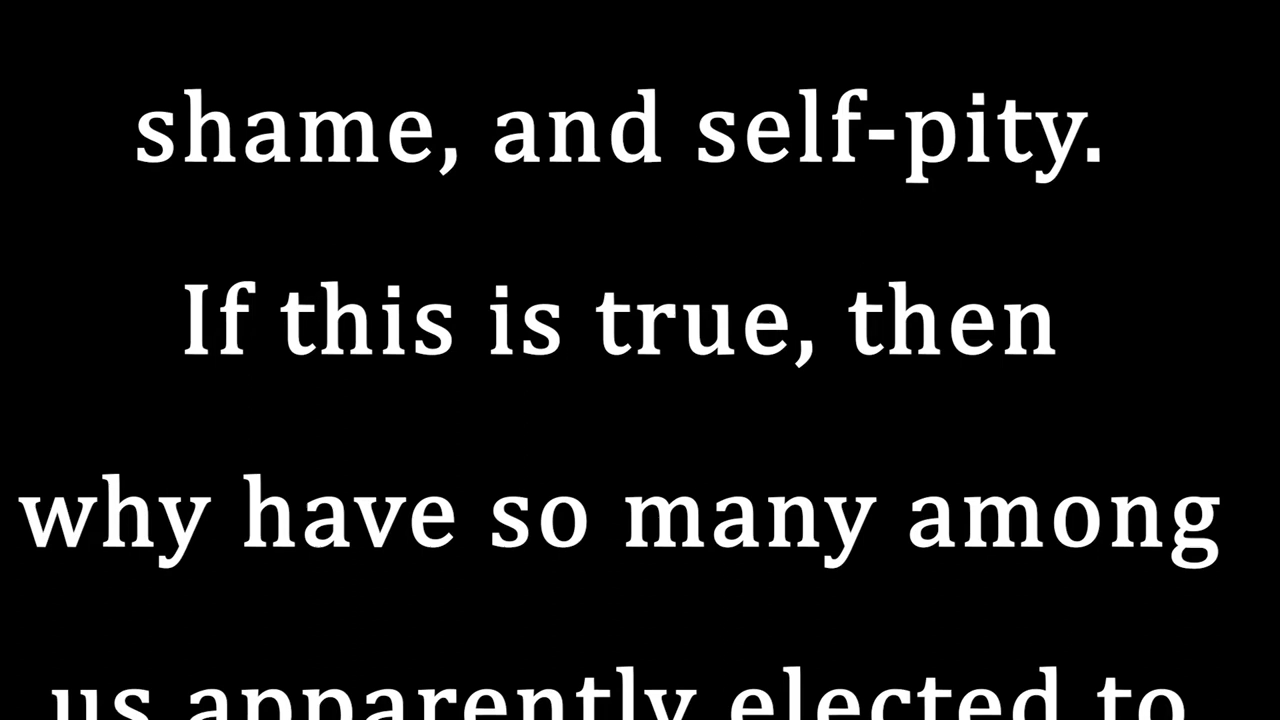 shame, and self-pity.
If this is true, then
why have so many among
us apparently elected to